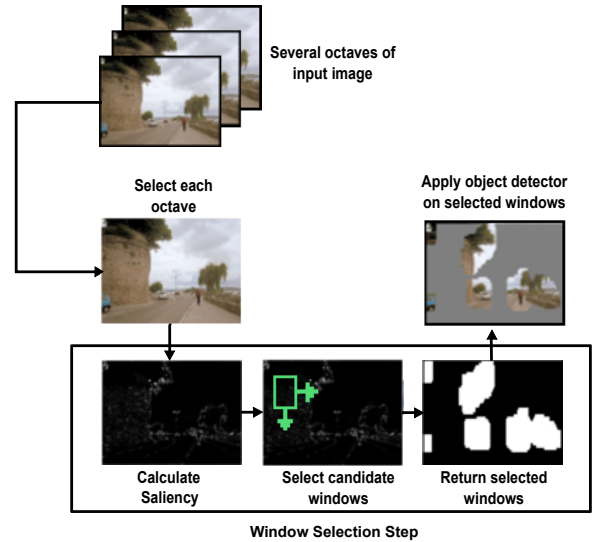 Several octaves of
input image
Select each
octave
Apply object detector
on selected windows
Calculate
Saliency
Select candidate
windows
Return selected
windows
Window Selection Step